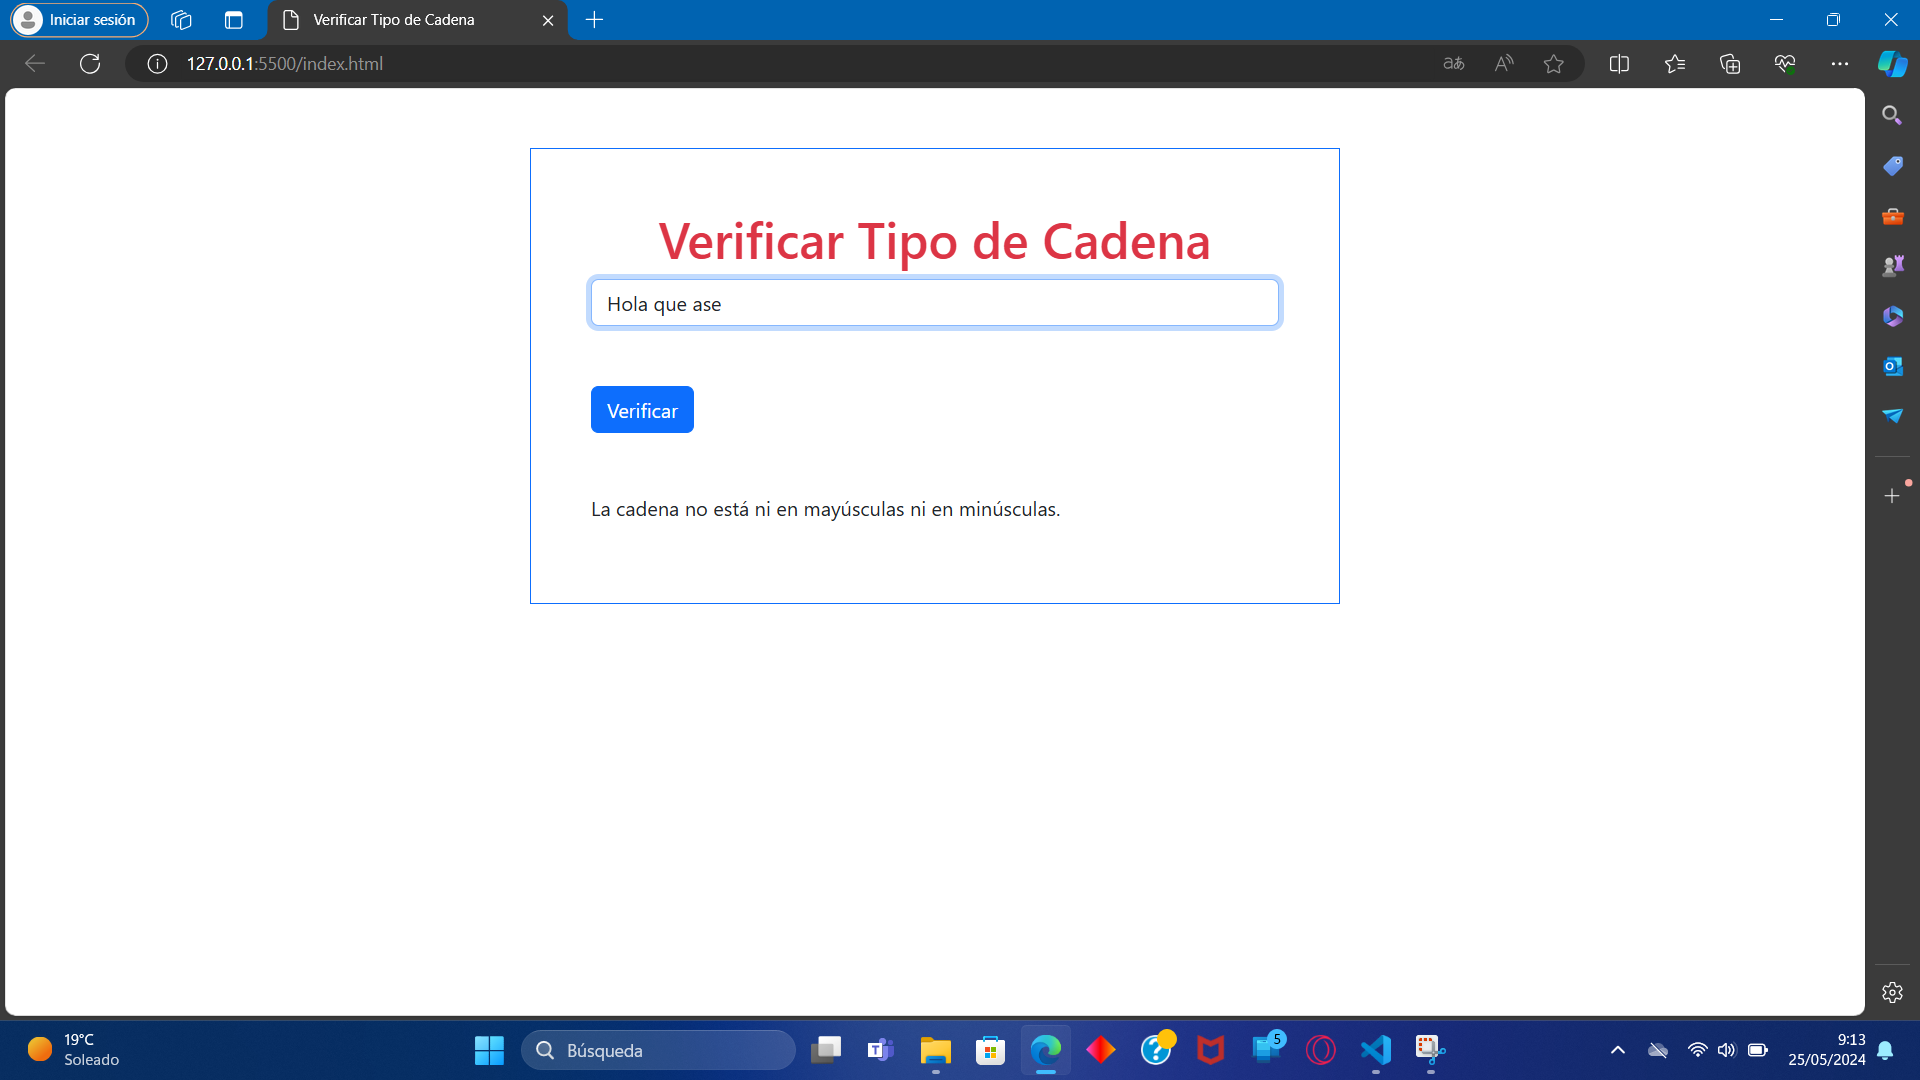 Iniciar sesión
Verificar Tipo de Cadena
127.0.0.1:5500/index.html
Verificar Tipo de Cadena
Hola que ase
Verificar
La cadena no está ni en mayúsculas ni en minúsculas.
19°C
Soleado
Búsqueda
5
9:13
25/05/2024